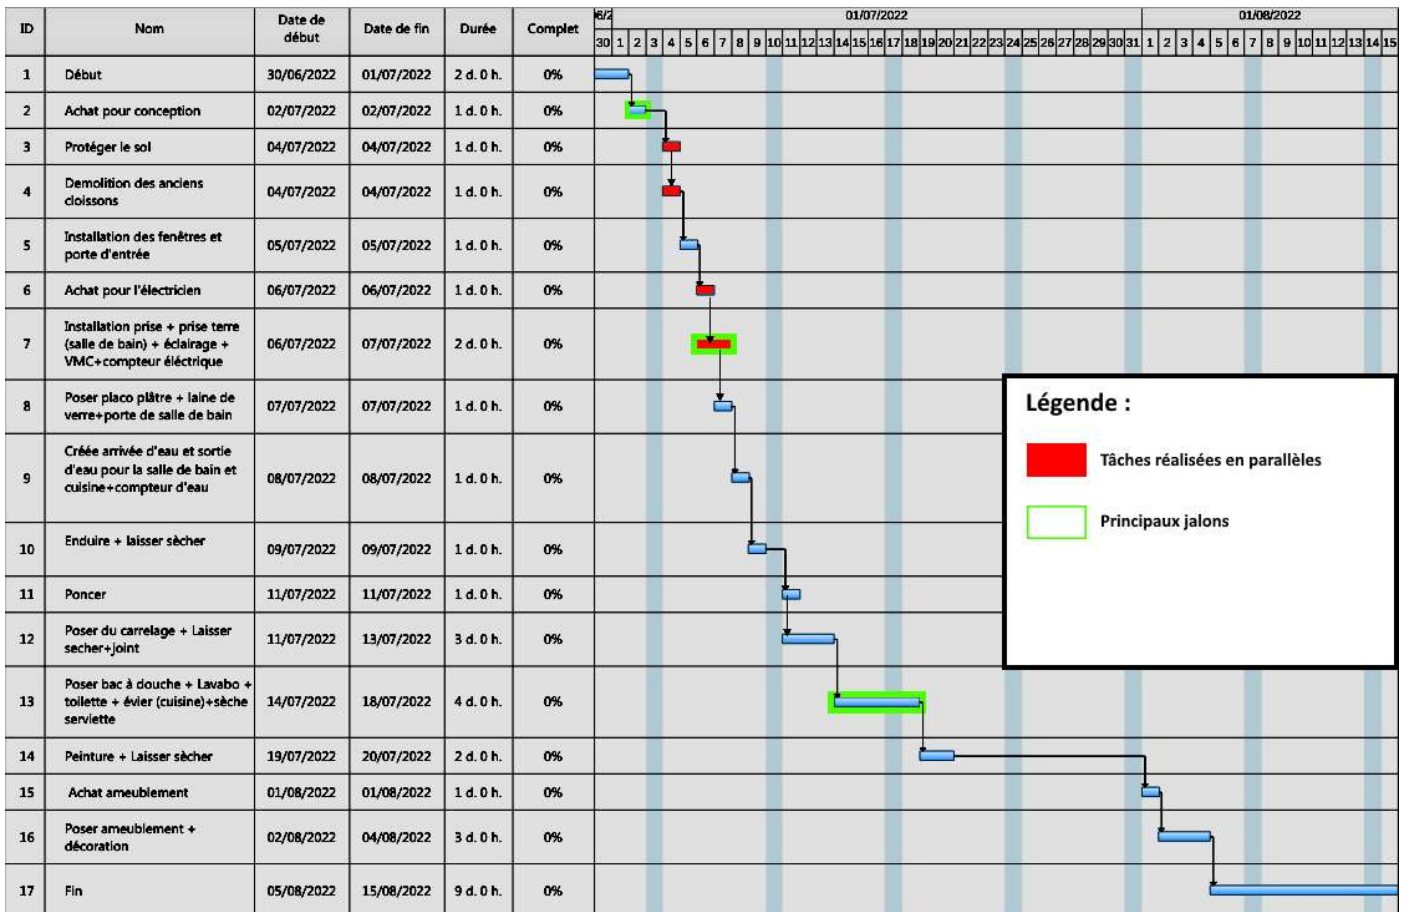 ID Nom Date de début Date de fin Durée Complet 6/2 01/07/2022 01/08/2022
30 1 2 3 4 5 6 7 8 9 10 11 12 13 14 15 16 17 18 19 20 21 22 23 24 25 26 27 28 29 30 31 1 2 3 4 5 6 7 8 9 10 11 12 13 14 15
1 Début 30/06/2022 01/07/2022 2 d. 0 h. 0%
2 Achat pour conception 02/07/2022 02/07/2022 1 d. 0 h. 0%
3 Protéger le sol 04/07/2022 04/07/2022 1 d. 0 h. 0%
4 Demolition des anciens
cloissons 04/07/2022 04/07/2022 1 d. 0 h. 0%
5 Installation des fenêtres et
porte d'entrée 05/07/2022 05/07/2022 1 d. 0 h. 0%
6 Achat pour l'électricien 06/07/2022 06/07/2022 1 d. 0 h. 0%
7 Installation prise + prise terre
(salle de bain) + éclairage +
VMC+compteur éléctrique 06/07/2022 07/07/2022 2 d. 0 h. 0%
8 Poser placo plâtre + laine de
verre+porte de salle de bain 07/07/2022 07/07/2022 1 d. 0 h. 0%
9 Créée arrivée d'eau et sortie
d'eau pour la salle de bain et
cuisine+compteur d'eau 08/07/2022 08/07/2022 1 d. 0 h. 0%
10 Enduire + laisser sècher 09/07/2022 09/07/2022 1 d. 0 h. 0%
11 Poncer 11/07/2022 11/07/2022 1 d. 0 h. 0%
12 Poser du carrelage + Laisser
secher+joint 11/07/2022 13/07/2022 3 d. 0 h. 0%
13 Poser bac à douche + Lavabo +
toilette + évier (cuisine)+sèche
serviette 14/07/2022 18/07/2022 4 d. 0 h. 0%
14 Peinture + Laisser sècher 19/07/2022 20/07/2022 2 d. 0 h. 0%
15 Achat ameublement 01/08/2022 01/08/2022 1 d. 0 h. 0%
16 Poser ameublement +
décoration 02/08/2022 04/08/2022 3 d. 0 h. 0%
17 Fin 05/08/2022 15/08/2022 9 d. 0 h. 0%
Légende :
Tâches réalisées en parallèles
Principaux jalons